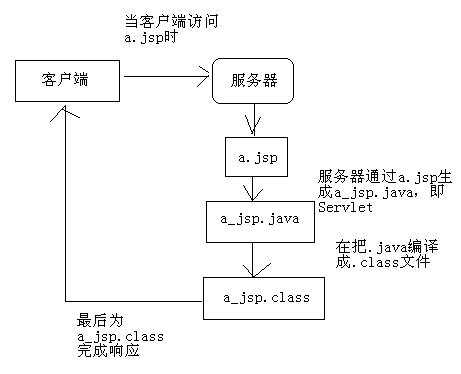 当客户端访问
a.jsp时
客户端
服务器
a.jsp
服务器通过a.jsp生
成a_jsp.java，即
Servlet
a_jsp.java
在把.java编译
成.class文件
a_jsp.class
最后为
a_jsp.class
完成响应